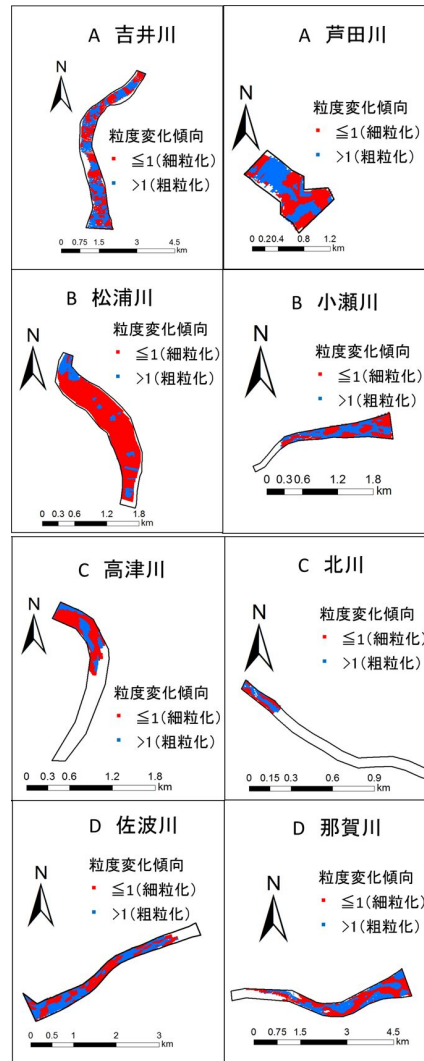 A 吉井川
N
粒度変化傾向
≦1(細粒化)
>1(粗粒化)
0 0.75 1.5 3 4.5
km
A 芦田川
N
粒度変化傾向
≦1(細粒化)
>1(粗粒化)
0 0.2 0.4 0.8 1.2
km
B 松浦川
N
粒度変化傾向
≦1(細粒化)
>1(粗粒化)
0 0.3 0.6 1.2 1.8
km
B 小瀬川
N
粒度変化傾向
≦1(細粒化)
>1(粗粒化)
0 0.3 0.6 1.2 1.8
km
C 高津川
N
粒度変化傾向
≦1(細粒化)
>1(粗粒化)
0 0.3 0.6 1.2 1.8
km
C 北川
N
粒度変化傾向
≦1(細粒化)
>1(粗粒化)
0 0.15 0.3 0.6 0.9
km
D 佐波川
N
粒度変化傾向
≦1(細粒化)
>1(粗粒化)
0 0.5 1 2 3
km
D 那賀川
N
粒度変化傾向
≦1(細粒化)
>1(粗粒化)
0 0.75 1.5 3 4.5
km